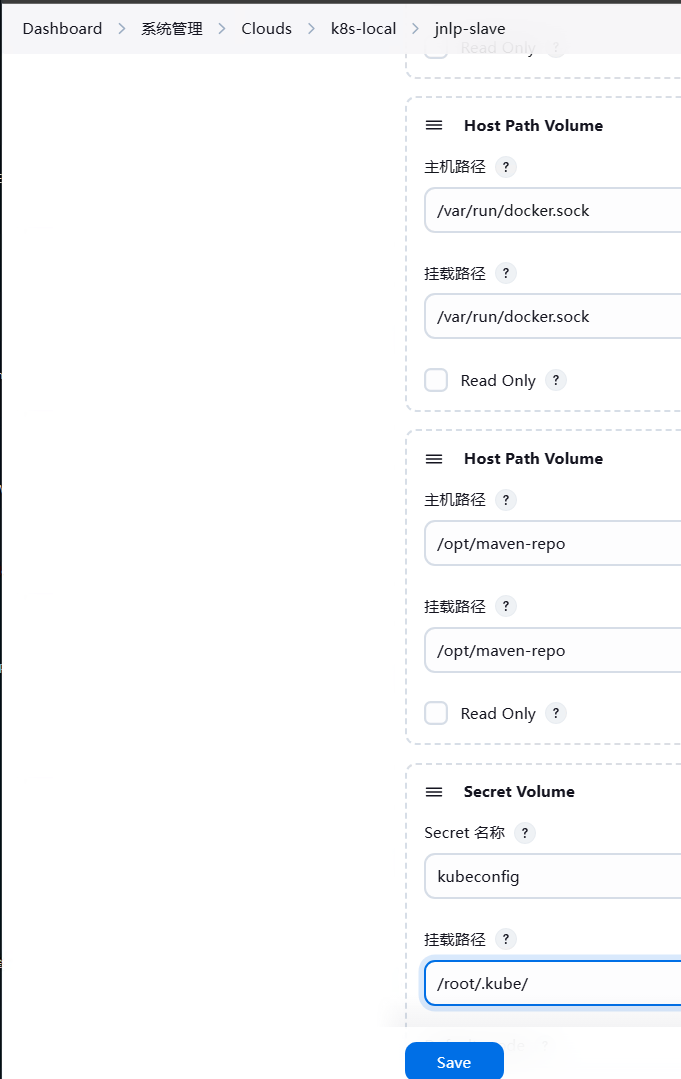 Dashboard > 系统管理 > Clouds > k8s-local > jnlp-slave
Read Only ?
Host Path Volume
主机路径 ?
/var/run/docker.sock
挂载路径 ?
/var/run/docker.sock
Read Only ?
Host Path Volume
主机路径 ?
/opt/maven-repo
挂载路径 ?
/opt/maven-repo
Read Only ?
Secret Volume
Secret 名称 ?
kubeconfig
挂载路径 ?
/root/.kube/
Save